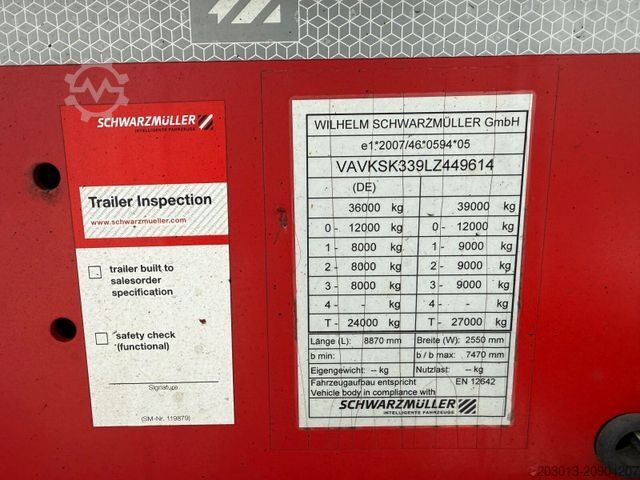 SCHWARZMÜLLER
INTELLIGENTE FAHRZEUGE
Trailer Inspection
www.schwarzmueller.com
trailer built to
salesorder
specification
safety check
(functional)
Signature
(SM-Nr. 119879)
WILHELM SCHWARZMÜLLER GmbH
e1*2007/46*0594*05
VAVKSK339LZ449614
(DE)
36000 kg 39000 kg
0- 12000 kg 0- 12000 kg
1- 8000 kg 1- 9000 kg
2- 8000 kg 2- 9000 kg
3- 8000 kg 3- 9000 kg
4- - kg 4- - kg
T- 24000 kg T- 27000 kg
Länge (L): 8870 mm Breite (W): 2550 mm
b min: b / b max: 7470 mm
Eigengewicht: -- kg Nutzlast: -- kg
Fahrzeugaufbau entspricht EN 12642
Vehicle body in compliance with
SCHWARZMÜLLER
INTELLIGENTE FAHRZEUGE
203013-20904207